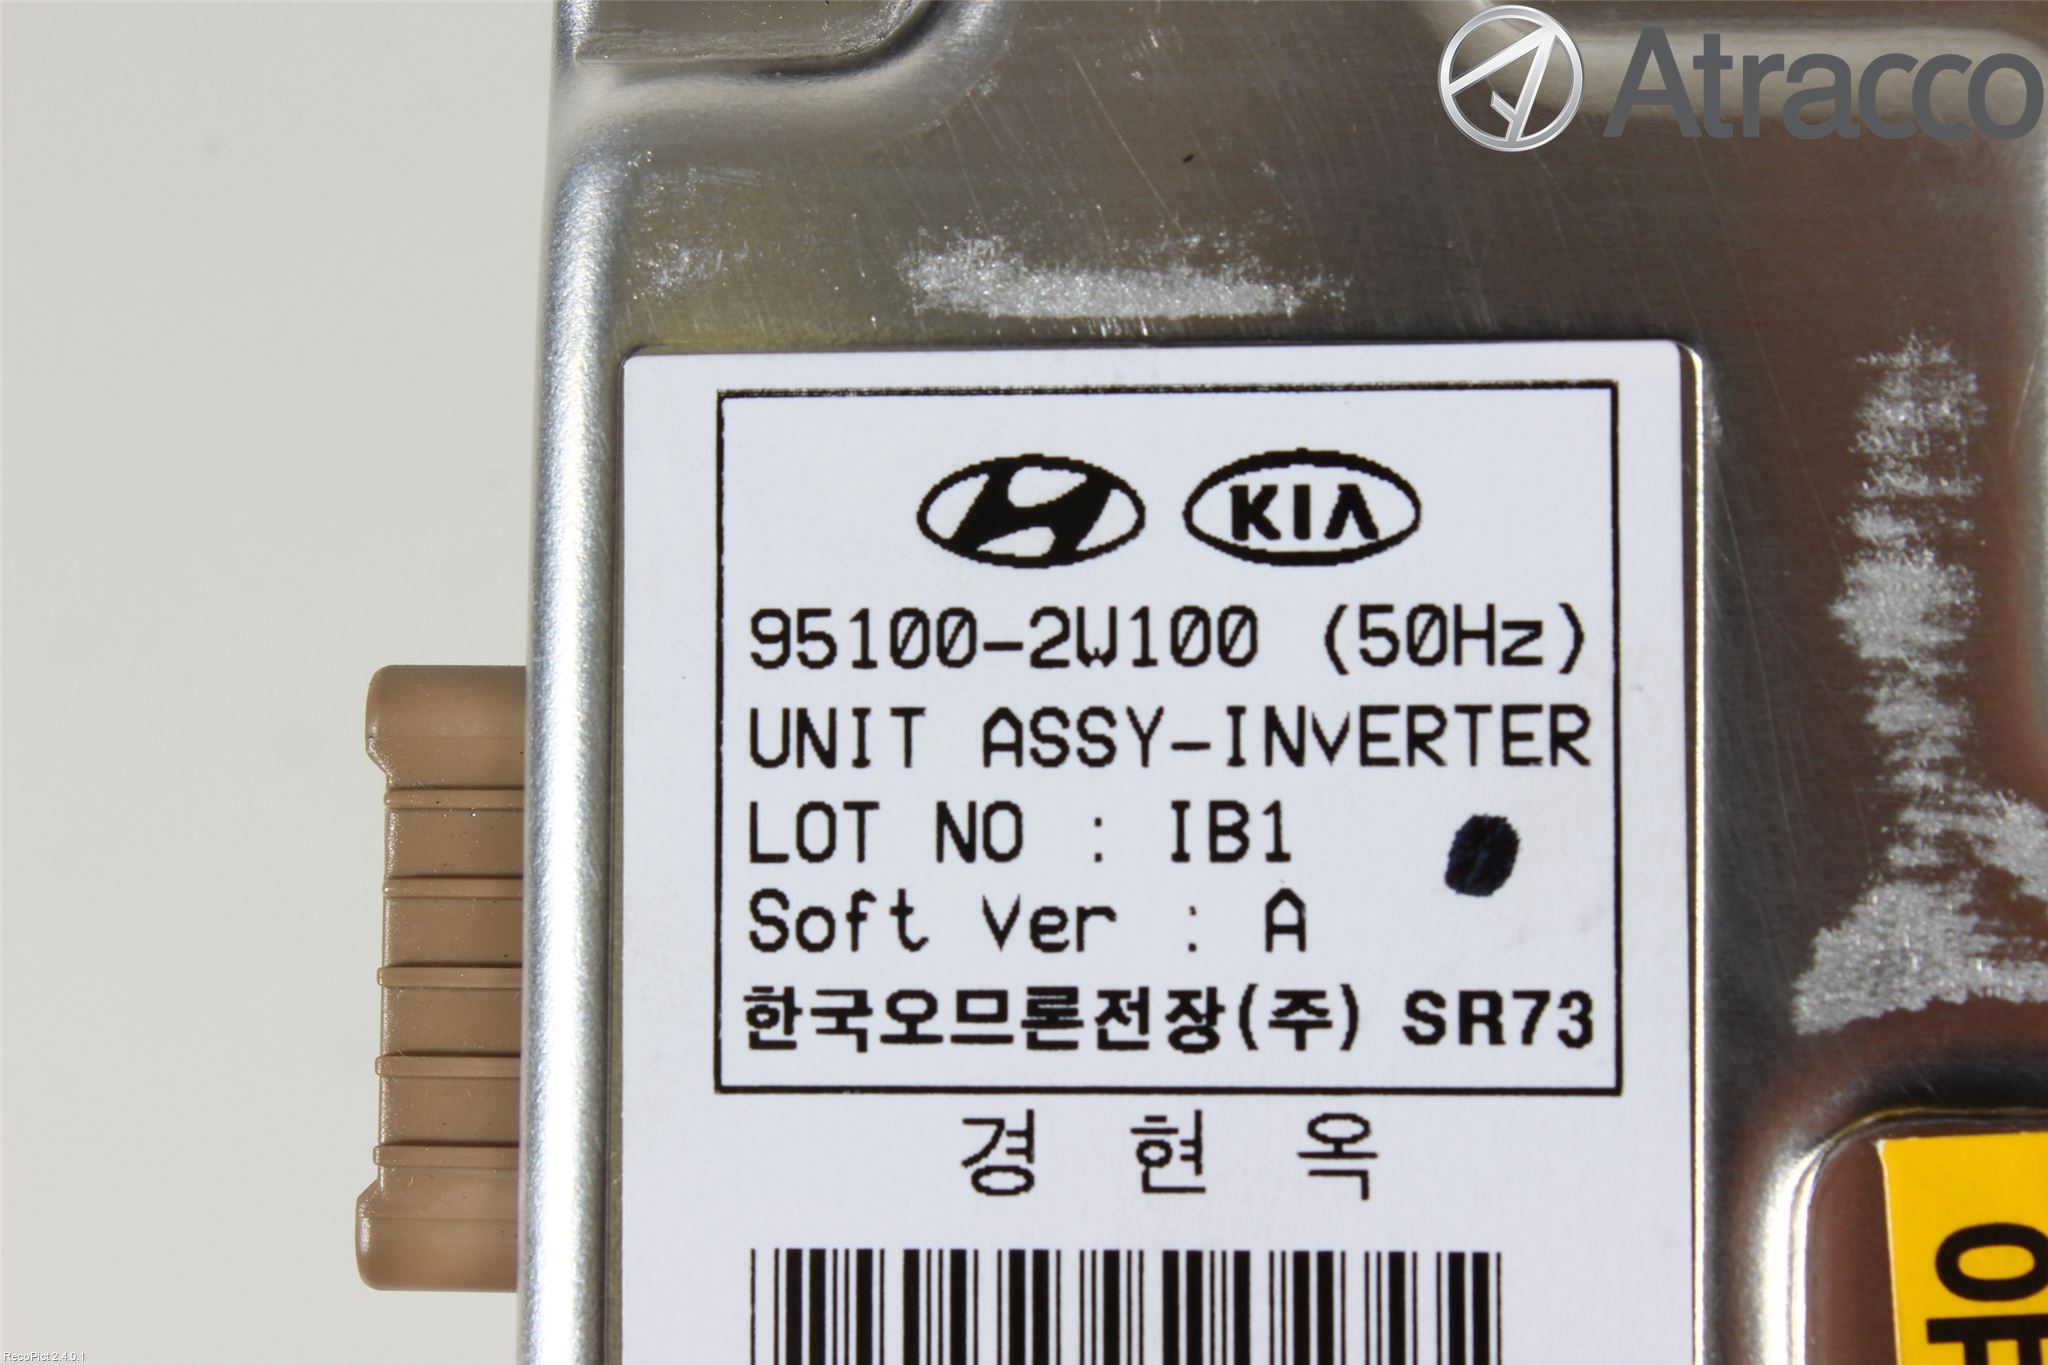 Atracco
KIA
95100-2W100 (50Hz)
UNIT ASSY-INVERTER
LOT NO : IB1
Soft Ver : A
한국오므론전장(주) SR73
경 현 옥
RecoPict 2.4.0.1